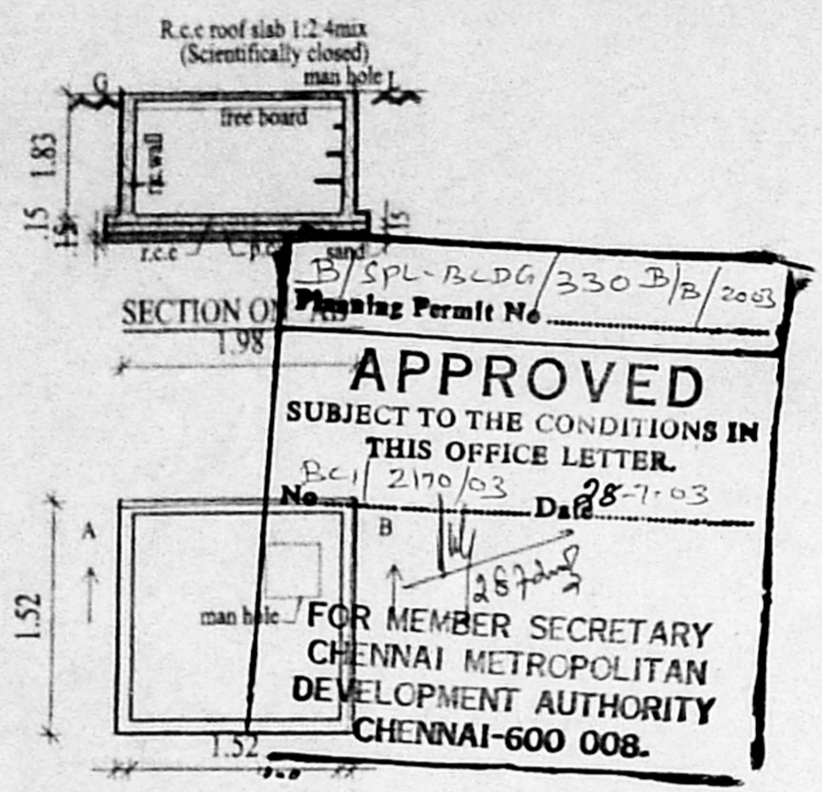 R.c.c roof slab 1:2:4mix
(Scientifically closed)
man hole
G L
free board
r.c. wall
1.83
.15
.15
.15
r.c.c p.c.c sand
B/SPL-BLDG/330 B/B/2003
Planning Permit No
SECTION ON AB
1.98
APPROVED
SUBJECT TO THE CONDITIONS IN
THIS OFFICE LETTER.
No BC1/2170/03 Date 28-7-03
A
B
1.52
man hole
FOR MEMBER SECRETARY
CHENNAI METROPOLITAN
DEVELOPMENT AUTHORITY
CHENNAI-600 008.
1.52